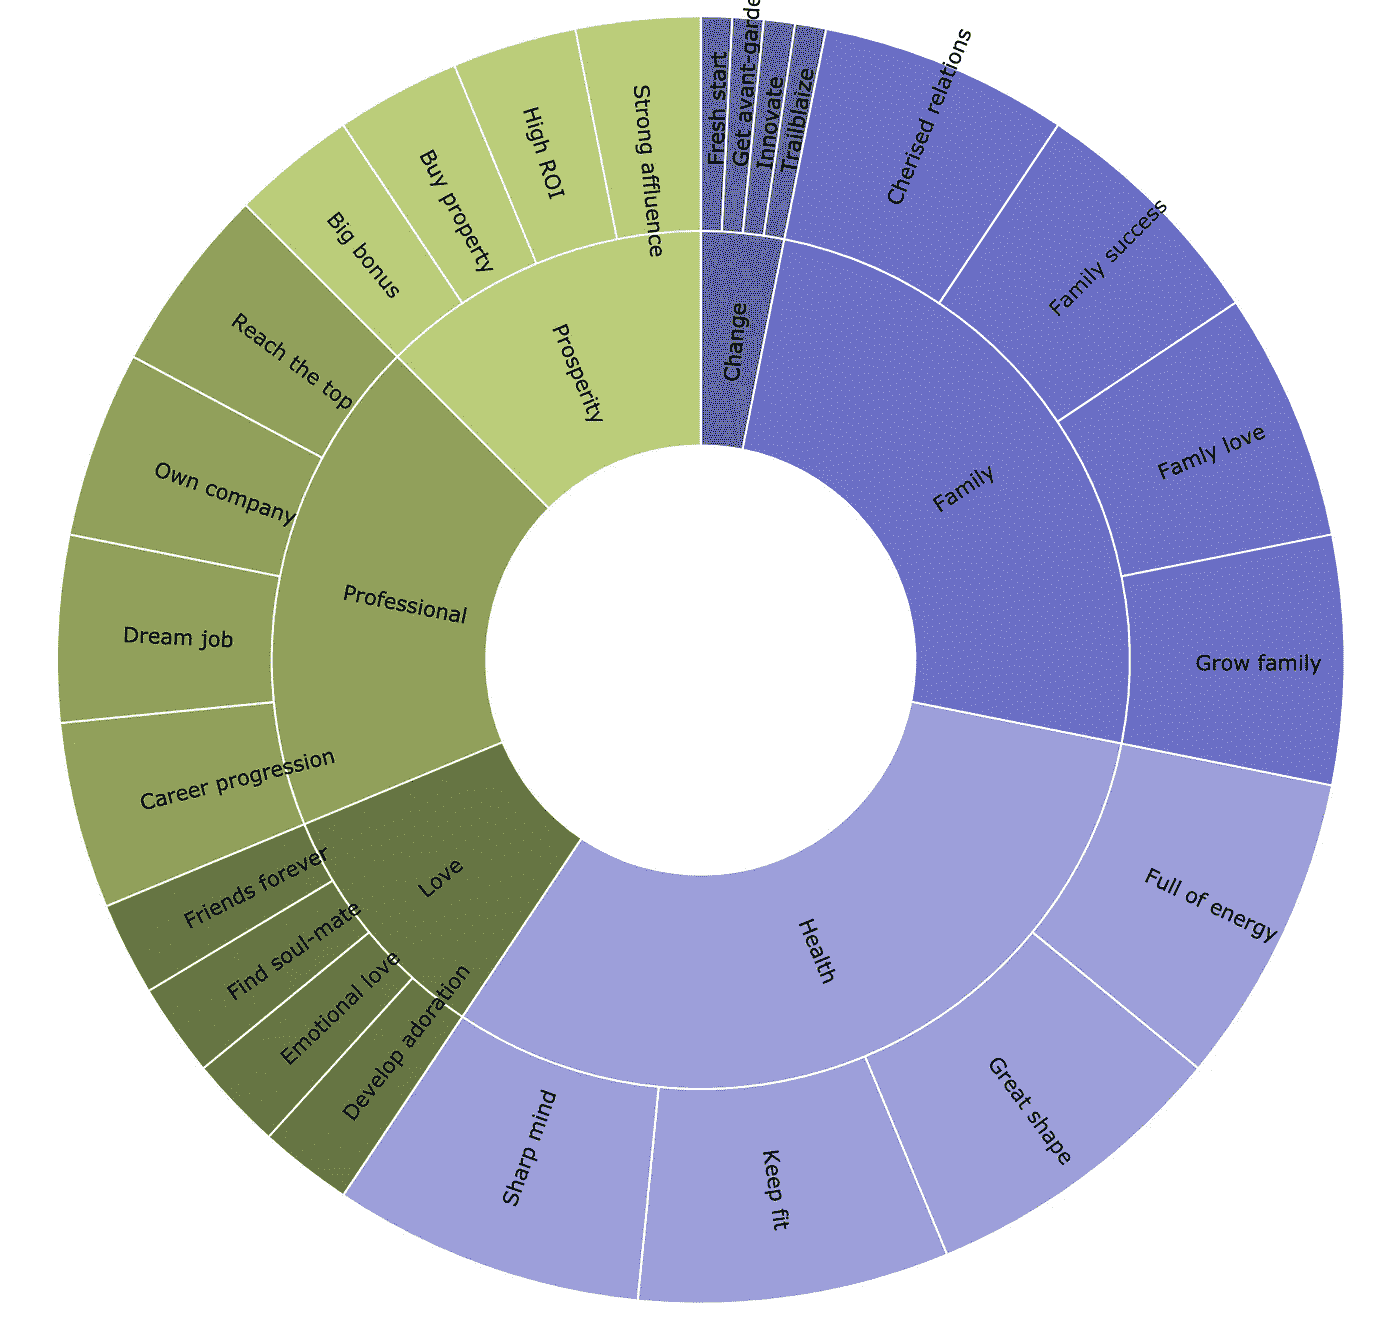 Fresh start
Get avant-garde
Innovate
Trailblaize
Change
Cherised relations
Family success
Famly love
Grow family
Family
Full of energy
Great shape
Keep fit
Sharp mind
Health
Develop adoration
Emotional love
Find soul-mate
Friends forever
Love
Career progression
Dream job
Own company
Reach the top
Professional
Big bonus
Buy property
High ROI
Strong affluence
Prosperity